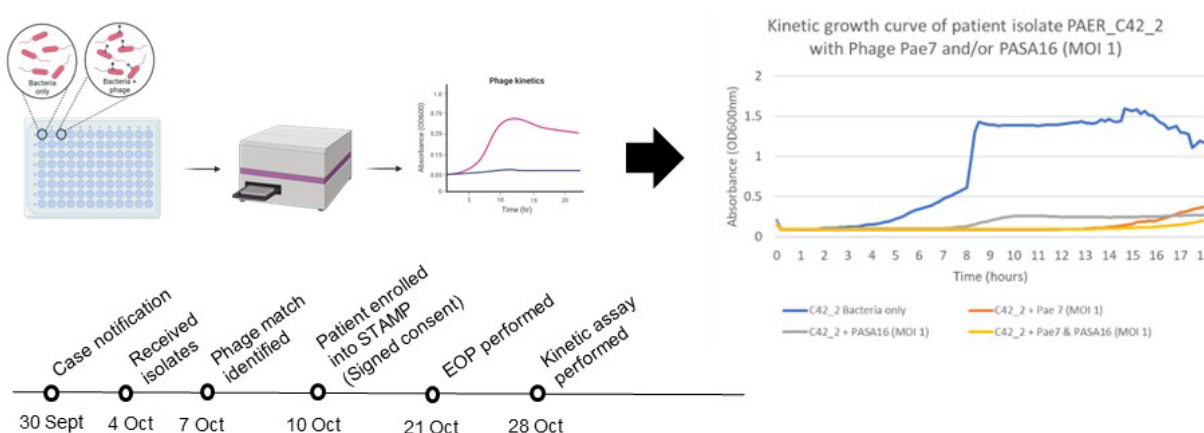 Bacteria
only
Bacteria +
phage
Phage kinetics
Absorbance (OD600)
1.0
0.75
0.25
0.15
0.05
0
5
10
15
20
Time (hr)
Kinetic growth curve of patient isolate PAER_C42_2
with Phage Pae7 and/or PASA16 (MOI 1)
Absorbance (OD600nm)
2
1.5
1
0.5
0
0 1 2 3 4 5 6 7 8 9 10 11 12 13 14 15 16 17
Time (hours)
C42_2 Bacteria only
C42_2 + Pae 7 (MOI 1)
C42_2 + PASA16 (MOI 1)
C42_2 + Pae7 & PASA16 (MOI 1)
Case notification
Received
isolates
Phage match
identified
Patient enrolled
into STAMP
(Signed consent)
EOP performed
Kinetic assay
performed
30 Sept
4 Oct
7 Oct
10 Oct
21 Oct
28 Oct